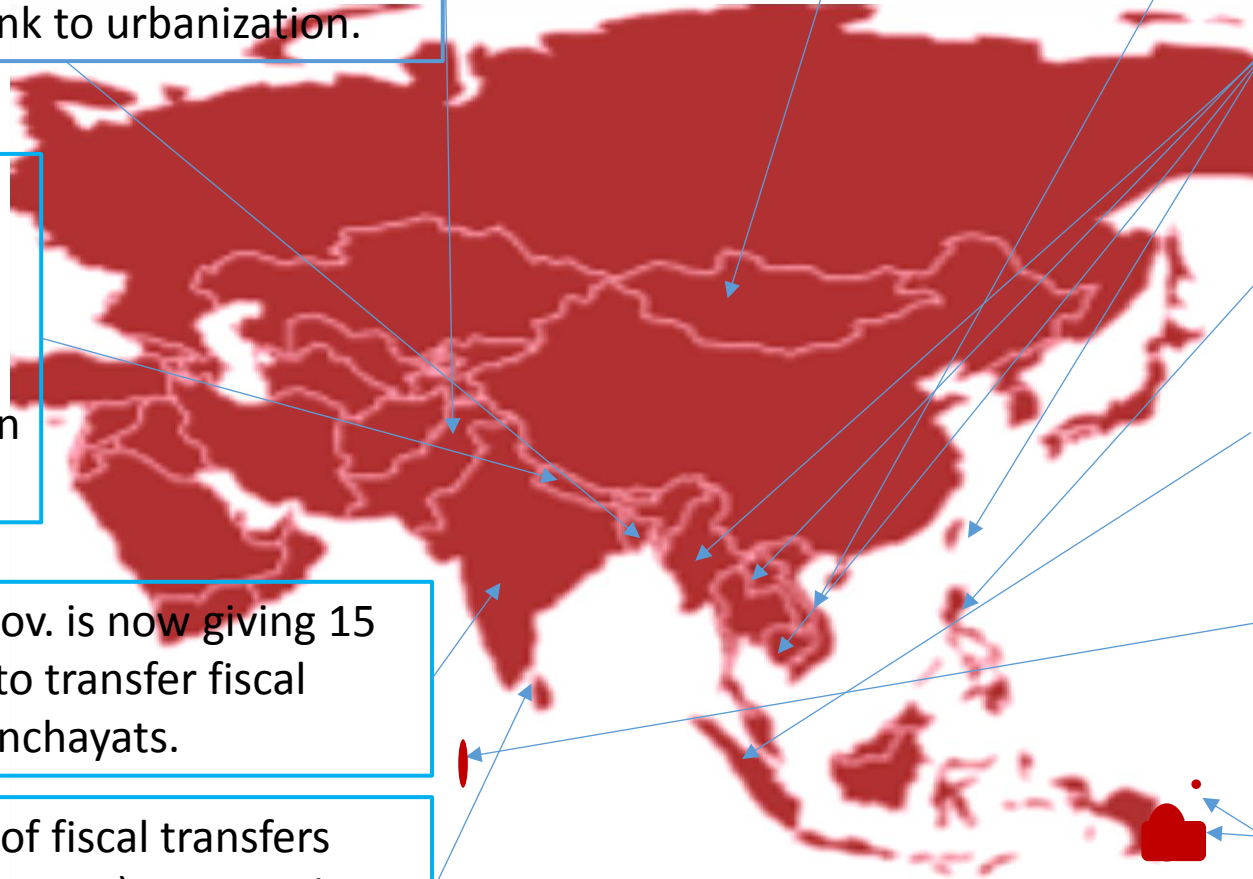 nk to urbanization.
n
ov. is now giving 15
to transfer fiscal
nchayats.
of fiscal transfers